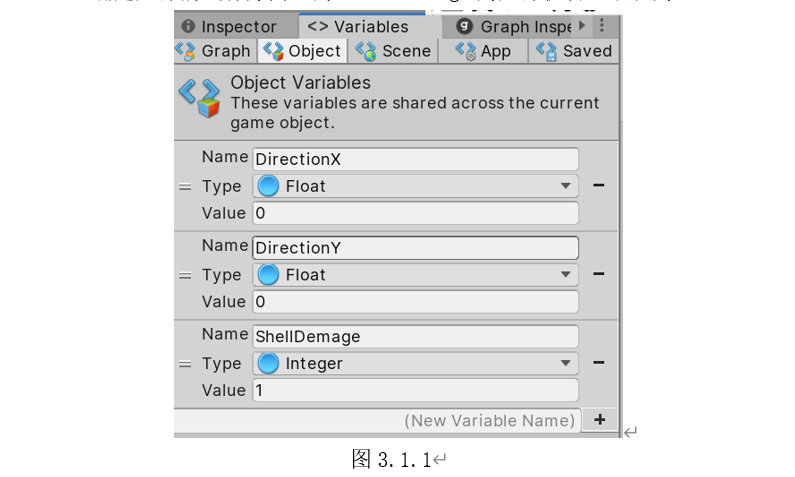 Inspector
<> Variables
Graph Inspe
Graph
Object
Scene
App
Saved
Object Variables
These variables are shared across the current
game object.
Name DirectionX
Type Float
Value 0
Name DirectionY
Type Float
Value 0
Name ShellDemage
Type Integer
Value 1
(New Variable Name) +
图 3.1.1